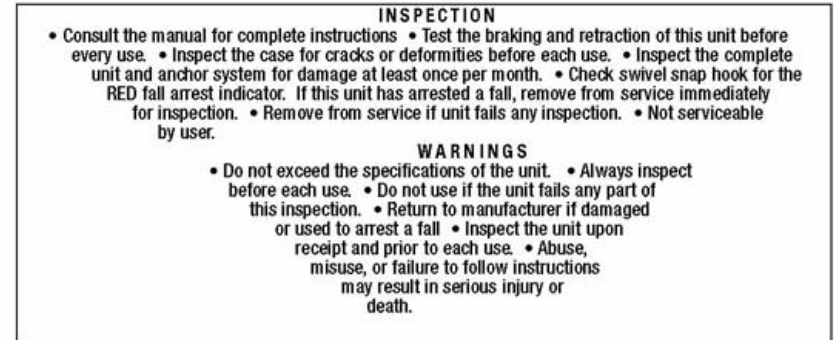 INSPECTION
• Consult the manual for complete instructions • Test the braking and retraction of this unit before
every use. • Inspect the case for cracks or deformities before each use. • Inspect the complete
unit and anchor system for damage at least once per month. • Check swivel snap hook for the
RED fall arrest indicator. If this unit has arrested a fall, remove from service immediately
for inspection. • Remove from service if unit fails any inspection. • Not serviceable
by user.
WARNINGS
• Do not exceed the specifications of the unit. • Always inspect
before each use. • Do not use if the unit fails any part of
this inspection. • Return to manufacturer if damaged
or used to arrest a fall • Inspect the unit upon
receipt and prior to each use. • Abuse,
misuse, or failure to follow instructions
may result in serious injury or
death.